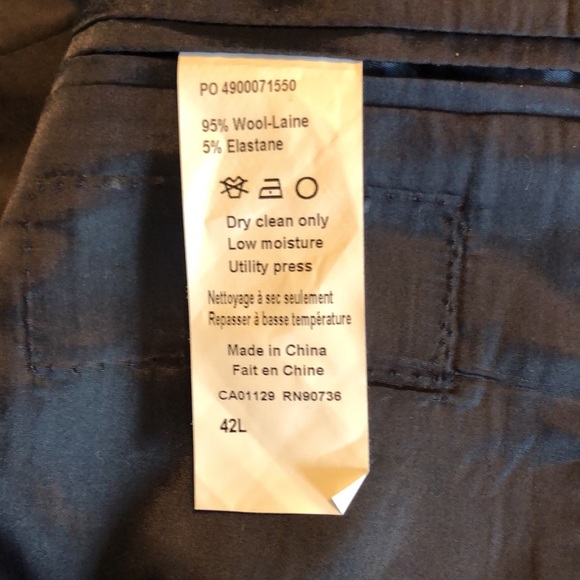 PO 4900071550
95% Wool-Laine
5% Elastane
Dry clean only
Low moisture
Utility press
Nettoyage à sec seulement
Repasser à basse température
Made in China
Fait en Chine
CA01129 RN90736
42L